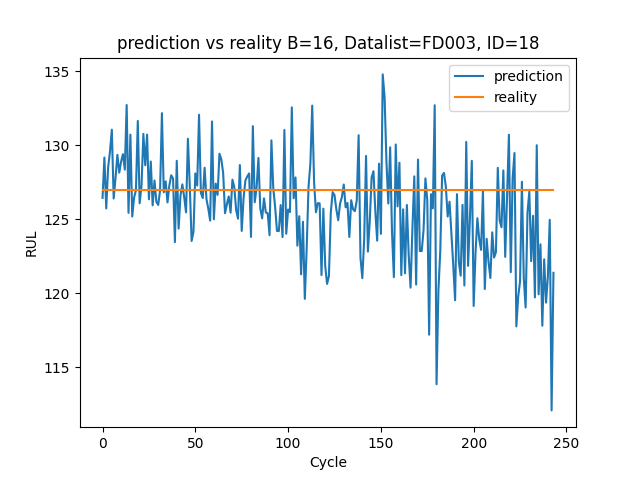 prediction vs reality B=16, Datalist=FD003, ID=18
135
130
125
120
115
RUL
prediction
reality
0
50
100
150
200
250
Cycle